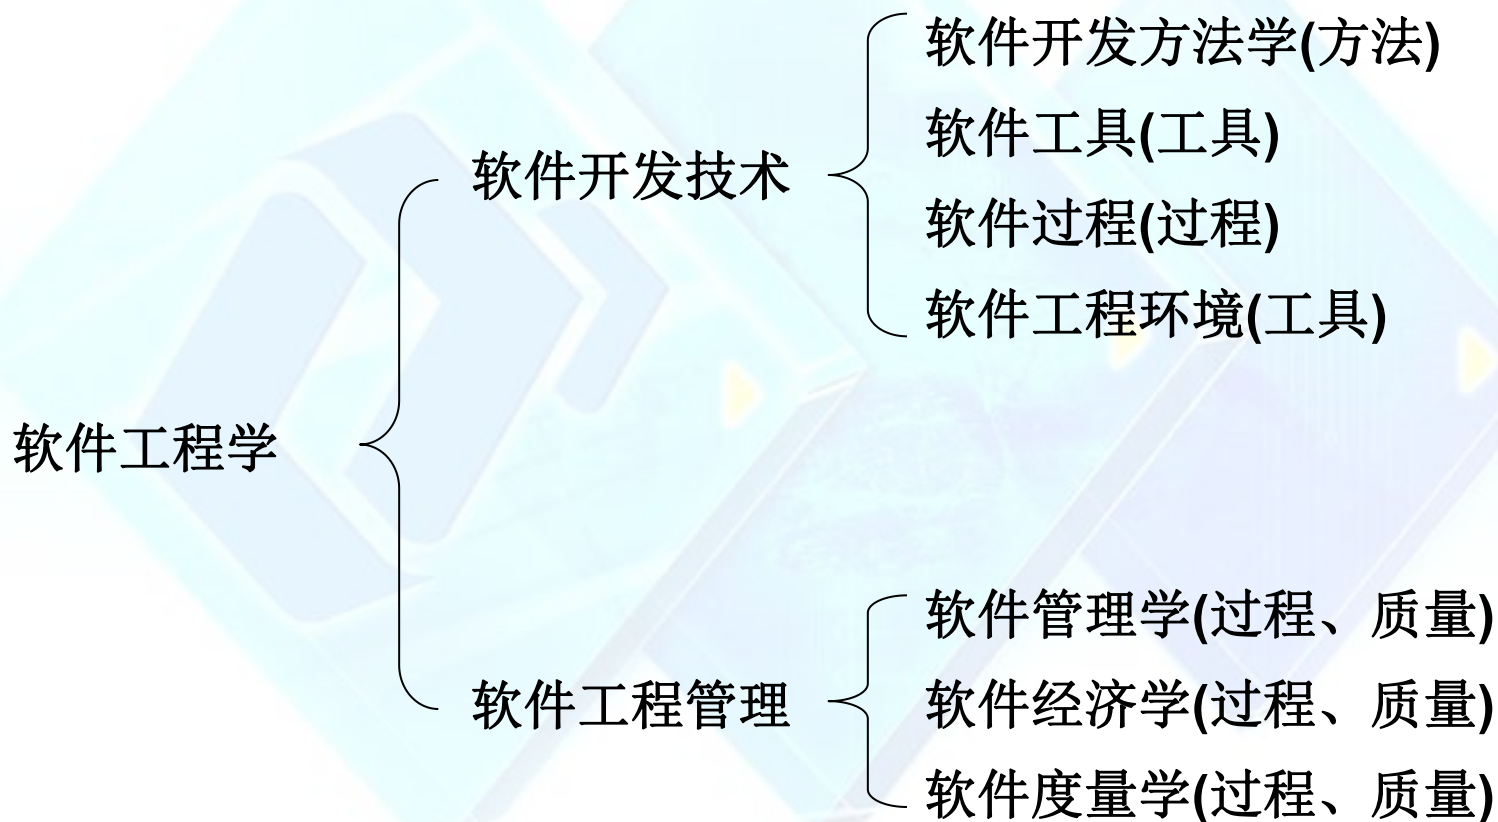 软件工程学
软件开发技术
软件开发方法学(方法)
软件工具(工具)
软件过程(过程)
软件工程环境(工具)
软件工程管理
软件管理学(过程、质量)
软件经济学(过程、质量)
软件度量学(过程、质量)